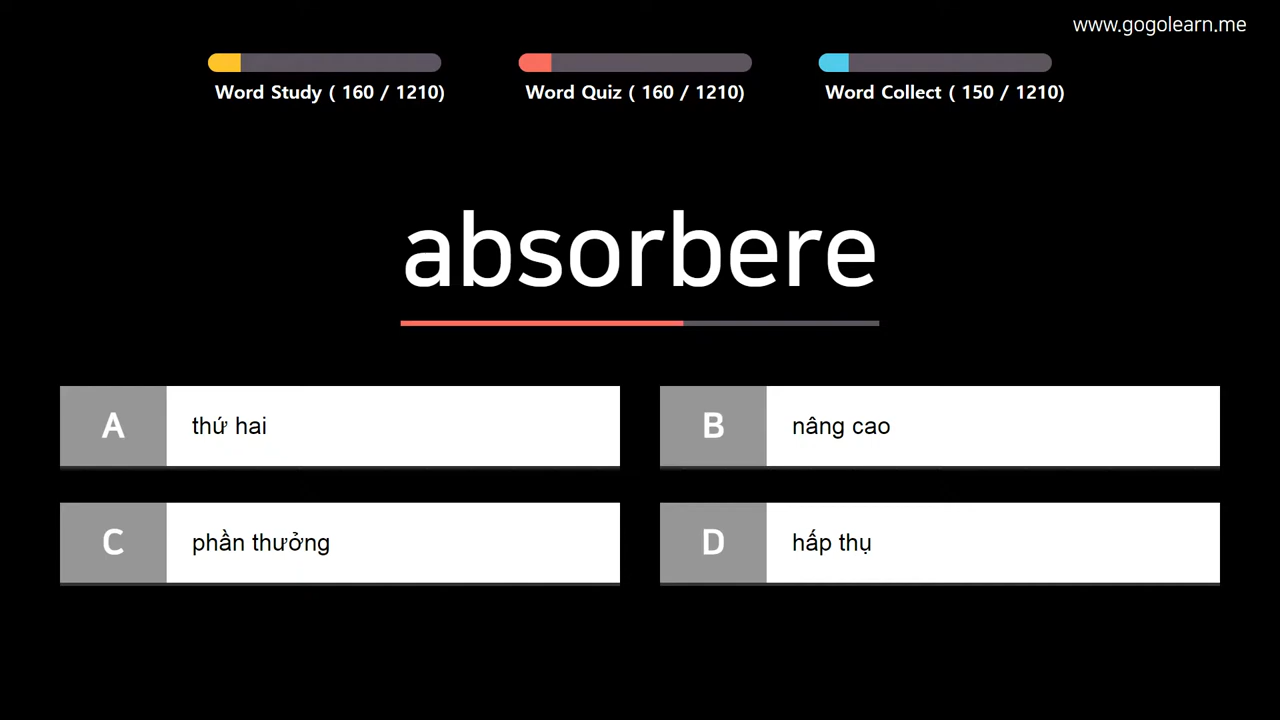 www.gogolearn.me
Word Study ( 160 / 1210)
Word Quiz ( 160 / 1210)
Word Collect ( 150 / 1210)
absorbere
A thứ hai
B nâng cao
C phần thưởng
D hấp thụ